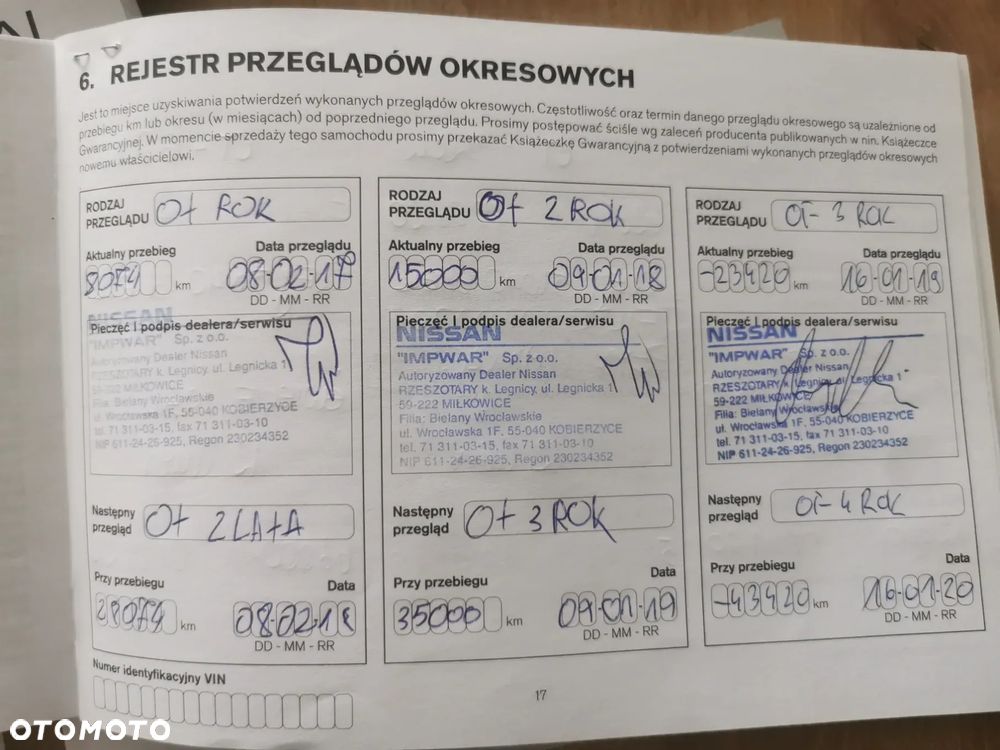 6. REJESTR PRZEGLĄDÓW OKRESOWYCH
Jest to miejsce uzyskiwania potwierdzeń wykonanych przeglądów okresowych. Częstotliwość oraz termin danego przeglądu okresowego są uzależnione od
przebiegu km lub okresu (w miesiącach) od poprzedniego przeglądu. Prosimy postępować ściśle wg zaleceń producenta publikowanych w nin. Książeczce
Gwarancyjnej. W momencie sprzedaży tego samochodu prosimy przekazać Książeczkę Gwarancyjną z potwierdzeniami wykonanych przeglądów okresowych
nowemu właścicielowi.
RODZAJ
PRZEGLĄDU Ot ROK
Aktualny przebieg Data przeglądu
8074 km 08-02-17
DD - MM - RR
NISSAN
Pieczęć I podpis dealera/serwisu
"IMPWAR" Sp. z o.o.
Autoryzowany Dealer Nissan
RZESZOTARY k. Legnicy, ul. Legnicka 1
59-222 MIŁKOWICE
Filia: Bielany Wrocławskie
ul. Wrocławska 1F, 55-040 KOBIERZYCE
tel. 71 311-03-15, fax 71 311-03-10
NIP 611-24-26-925, Regon 230234352
Następny
przegląd Ot 2 LATA
Przy przebiegu Data
28074 km 08-02-18
DD - MM - RR
RODZAJ
PRZEGLĄDU Ot 2 ROK
Aktualny przebieg Data przeglądu
15000 km 09-01-18
DD - MM - RR
Pieczęć I podpis dealera/serwisu
NISSAN
"IMPWAR" Sp. z o.o.
Autoryzowany Dealer Nissan
RZESZOTARY k. Legnicy, ul. Legnicka 1
59-222 MIŁKOWICE
Filia: Bielany Wrocławskie
ul. Wrocławska 1F, 55-040 KOBIERZYCE
tel. 71 311-03-15, fax 71 311-03-10
NIP 611-24-26-925, Regon 230234352
Następny
przegląd Ot 3 ROK
Przy przebiegu Data
35000 km 09-01-19
DD - MM - RR
RODZAJ
PRZEGLĄDU OT- 3 ROK
Aktualny przebieg Data przeglądu
-23420 km 16-01-19
DD - MM - RR
Pieczęć I podpis dealera/serwisu
NISSAN
"IMPWAR" Sp. z o.o.
Autoryzowany Dealer Nissan
RZESZOTARY k. Legnicy, ul. Legnicka 1
59-222 MIŁKOWICE
Filia: Bielany Wrocławskie
ul. Wrocławska 1F, 55-040 KOBIERZYCE
tel. 71 311-03-15, fax 71 311-03-10
NIP 611-24-26-925, Regon 230234352
Następny
przegląd OT- 4 ROK
Przy przebiegu Data
-43420 km 16-01-20
DD - MM - RR
Numer identyfikacyjny VIN
17
OTOMOTO